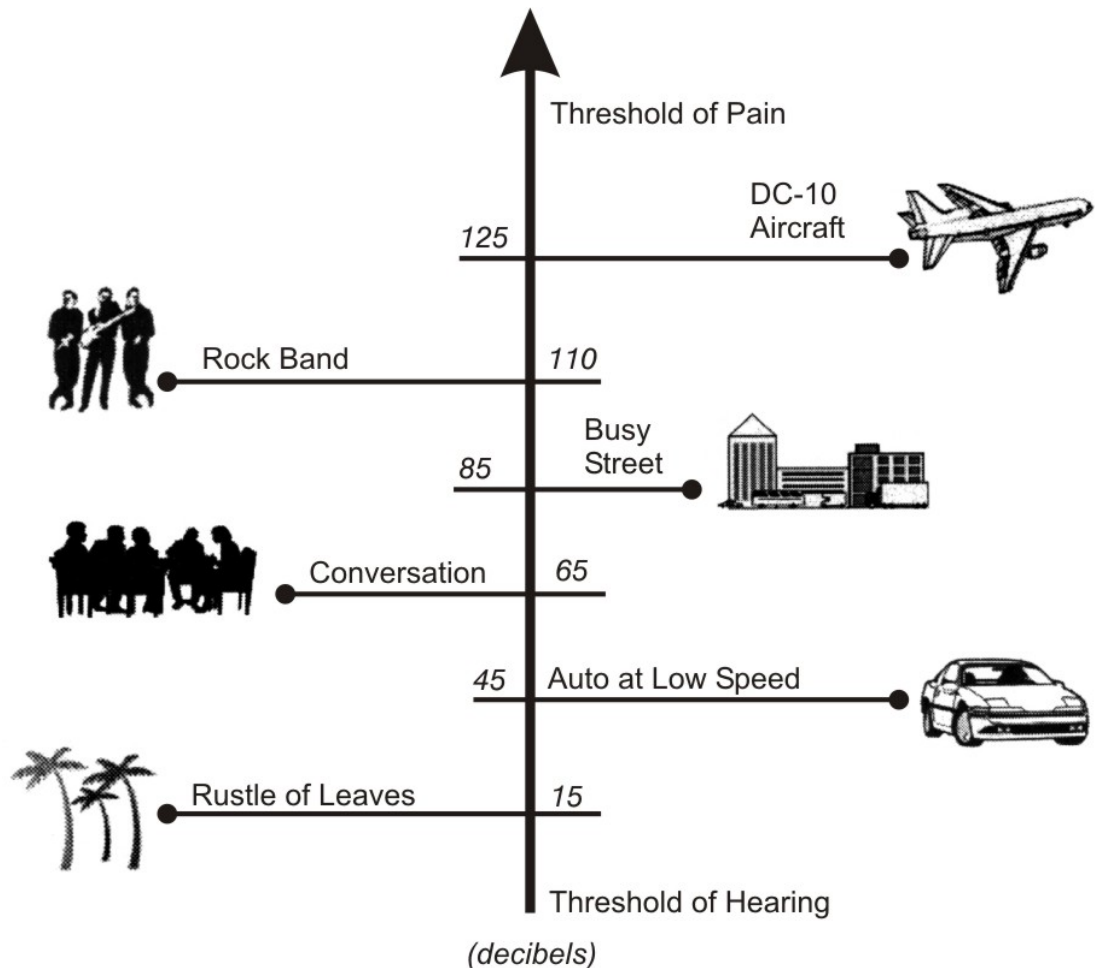 Threshold of Pain
DC-10
Aircraft
125
Rock Band
110
Busy
Street
85
Conversation
65
45
Auto at Low Speed
Rustle of Leaves
15
Threshold of Hearing
(decibels)